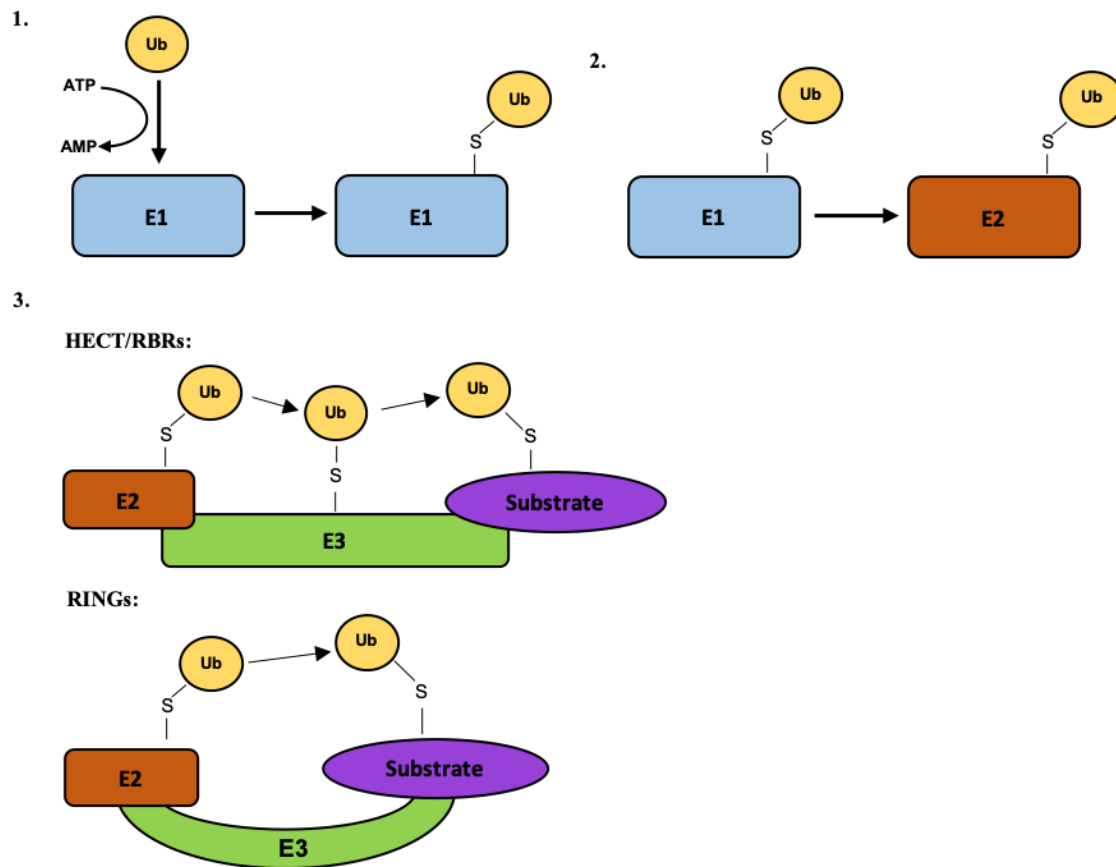 1.
Ub
ATP
AMP
E1
E1
S
Ub
2.
E1
S
Ub
E2
S
Ub
3.
HECT/RBRs:
Ub
Ub
Ub
S
S
S
S
E2
E3
Substrate
RINGs:
Ub
Ub
S
S
E2
Substrate
E3